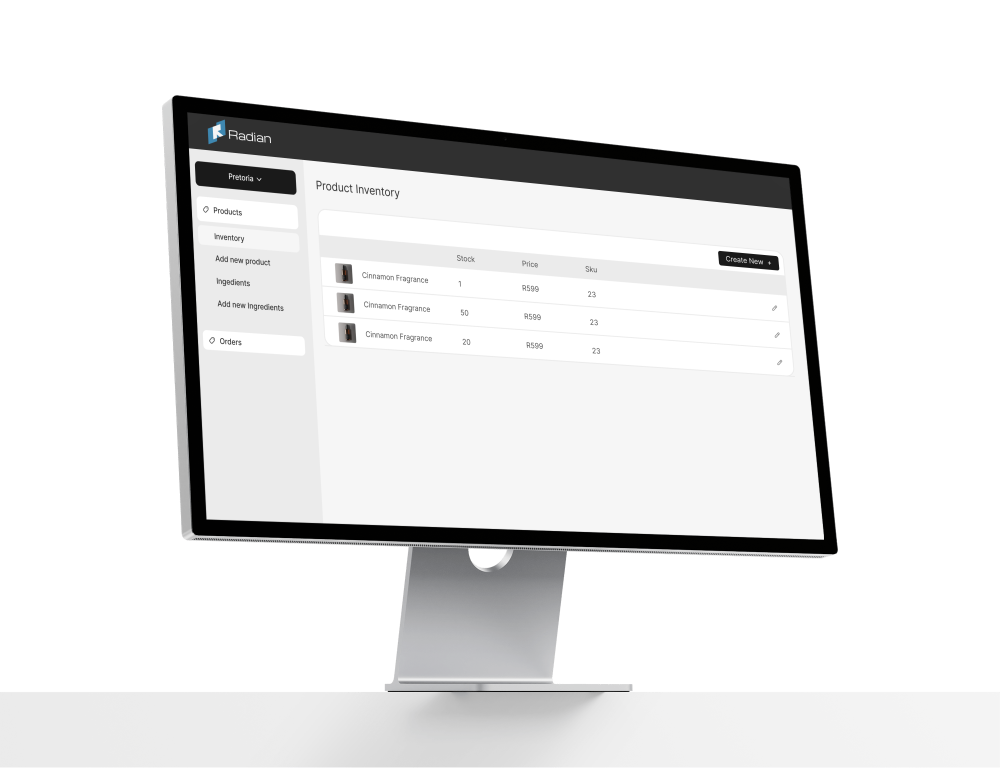 Radian
Pretoria
Products
Inventory
Add new product
Ingedients
Add new Ingredients
Orders
Product Inventory
Create New +
Stock Price Sku
Cinnamon Fragrance 1 R599 23
Cinnamon Fragrance 50 R599 23
Cinnamon Fragrance 20 R599 23